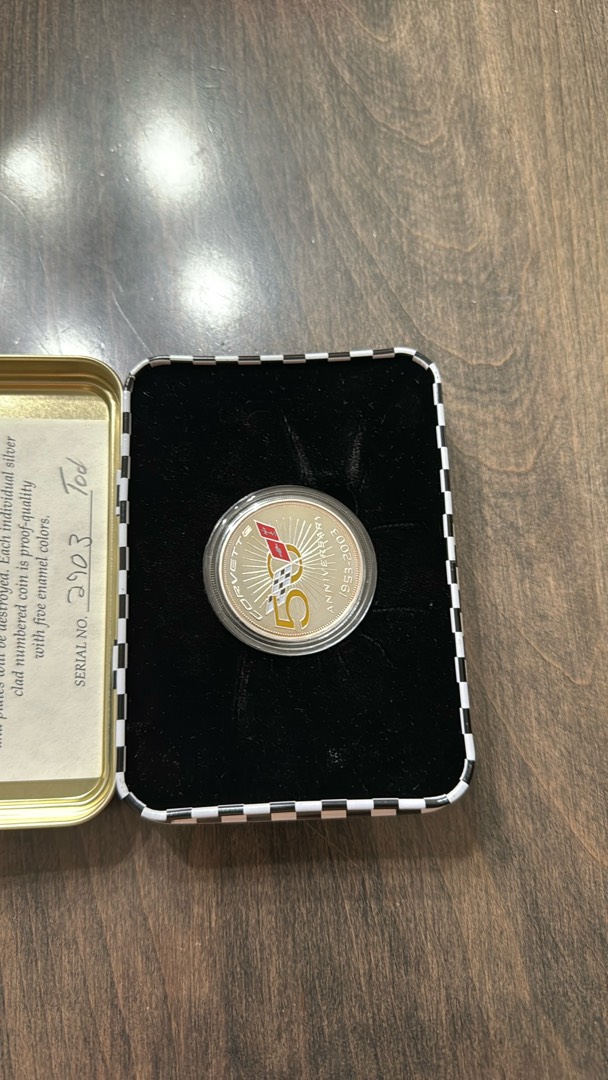 and plates will be destroyed. Each individual silver
clad numbered coin is proof-quality
with five enamel colors.
SERIAL NO. 2903 Tod
CORVETTE
50
ANNIVERSARY
1953-2003